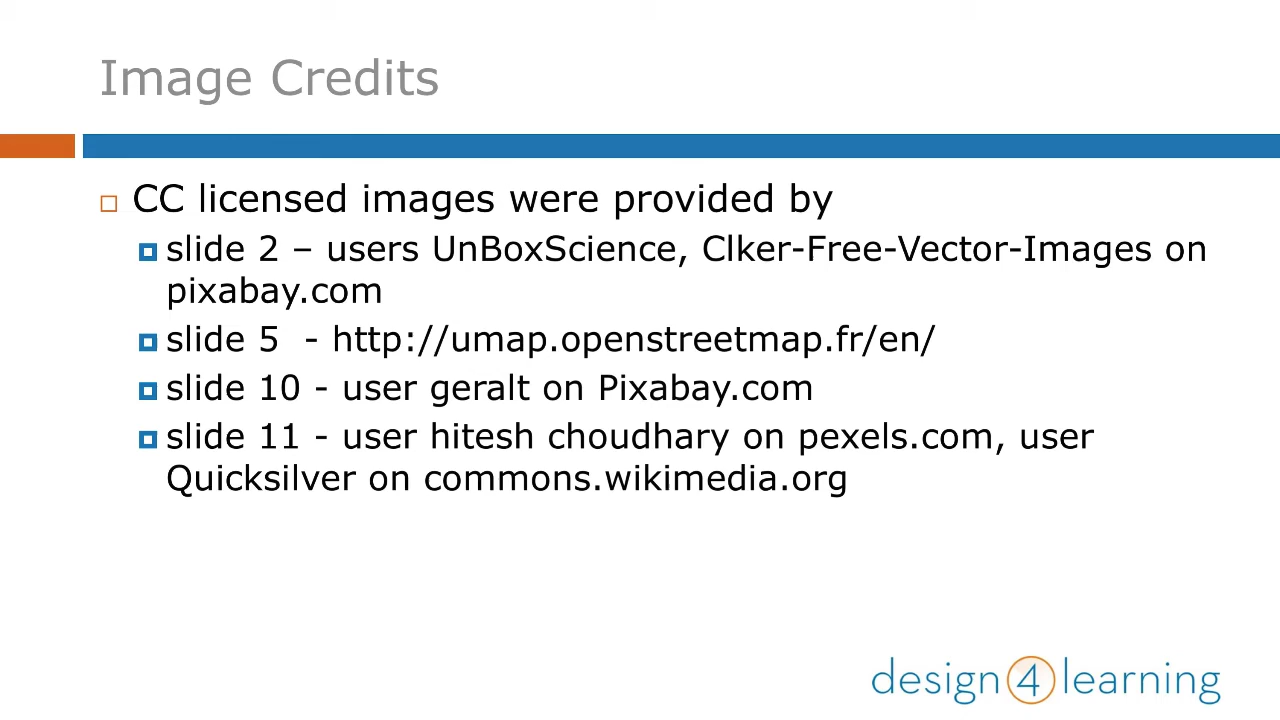 Image Credits
CC licensed images were provided by
slide 2 – users UnBoxScience, Clker-Free-Vector-Images on
pixabay.com
slide 5  - http://umap.openstreetmap.fr/en/
slide 10 - user geralt on Pixabay.com
slide 11 - user hitesh choudhary on pexels.com, user
Quicksilver on commons.wikimedia.org
design 4 learning